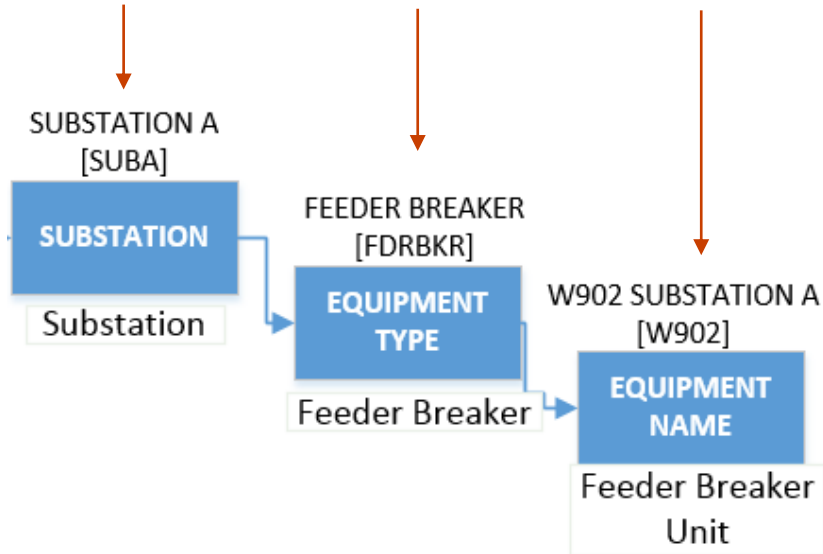 SUBSTATION A
[SUBA]
SUBSTATION
Substation
FEEDER BREAKER
[FDRBKR]
EQUIPMENT
TYPE
Feeder Breaker
W902 SUBSTATION A
[W902]
EQUIPMENT
NAME
Feeder Breaker
Unit